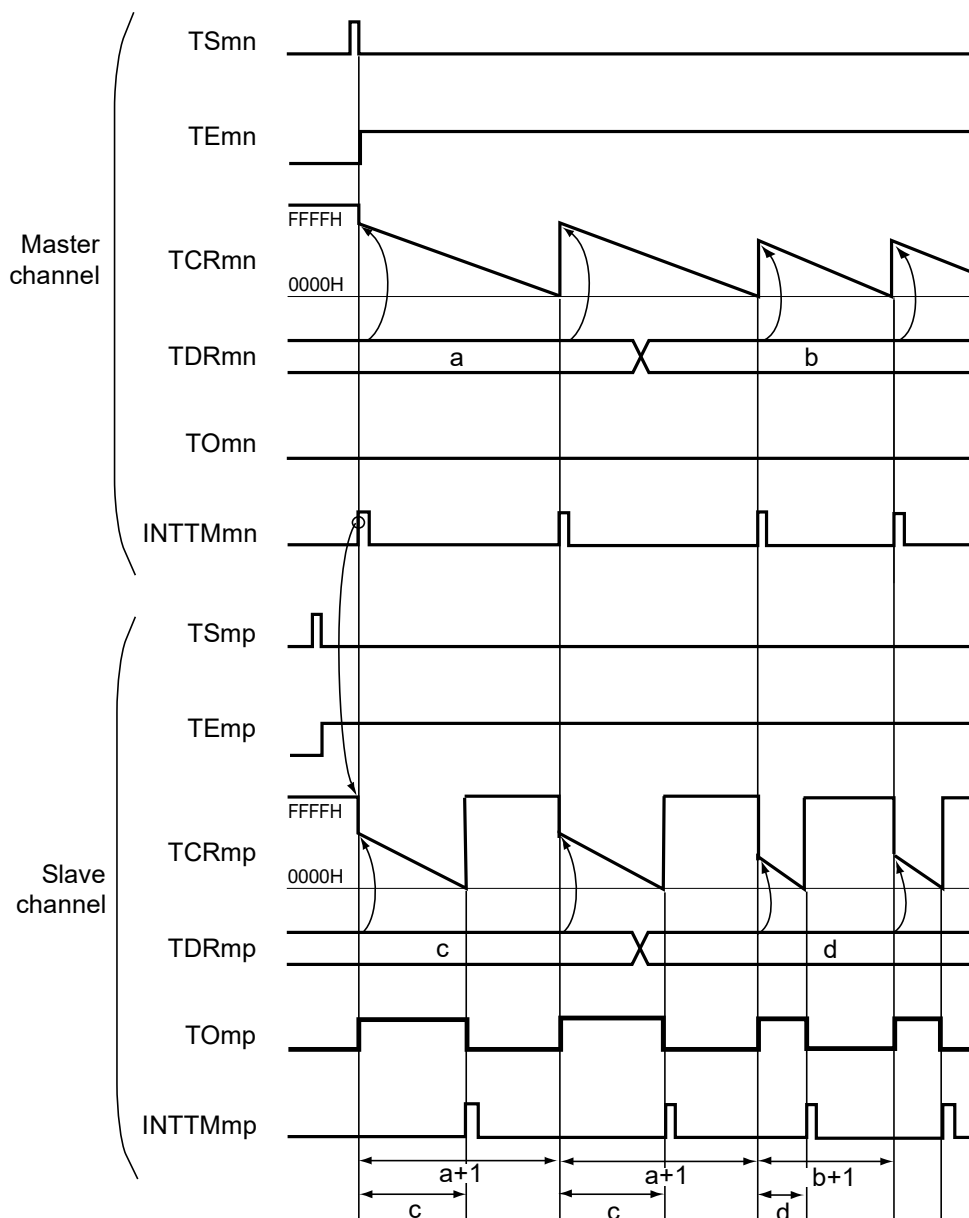 TSmn
TEmn
FFFFH
Master
channel
TCRmn
0000H
TDRmn
a
b
TOmn
INTTMmn
TSmp
TEmp
FFFFH
TCRmp
0000H
Slave
channel
TDRmp
c
d
TOmp
INTTMmp
a+1
a+1
b+1
c
c
d